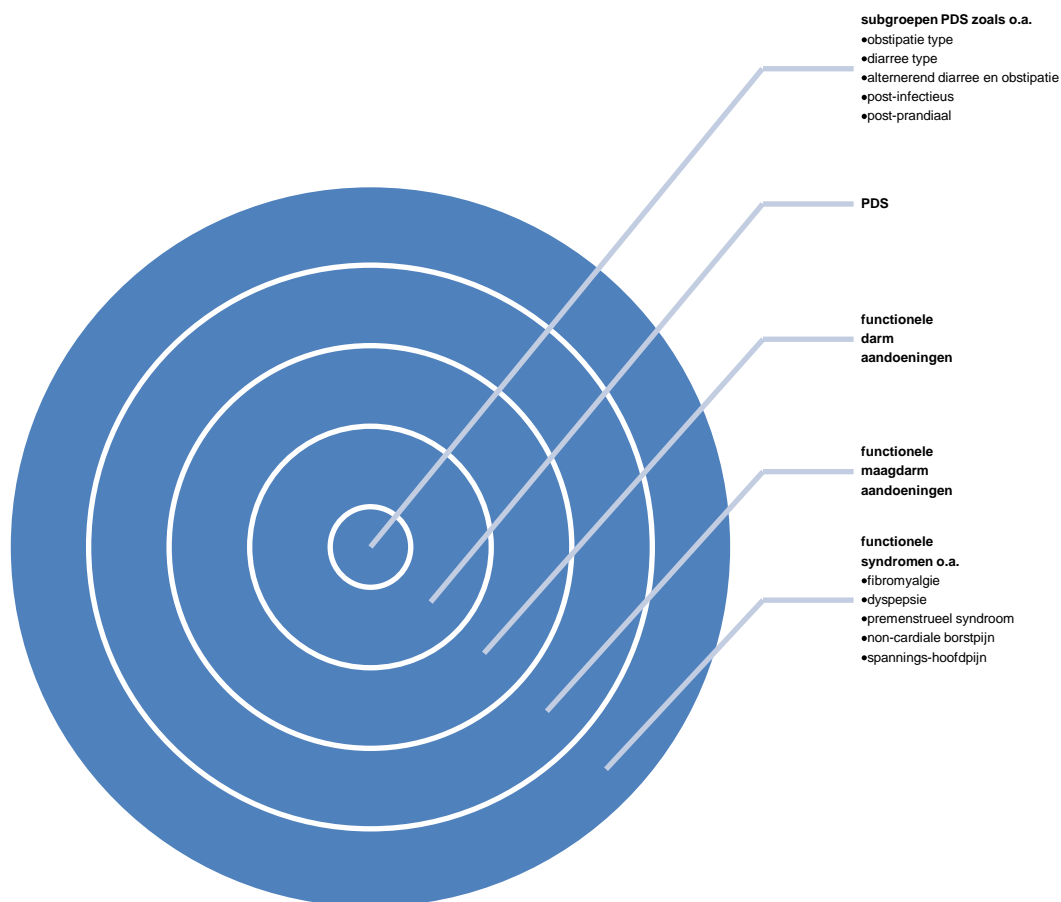 subgroepen PDS zoals o.a.
•obstipatie type
•diarree type
•alternerend diarree en obstipatie
•post-infectieus
•post-prandiaal
PDS
functionele
darm
aandoeningen
functionele
maagdarm
aandoeningen
functionele
syndromen o.a.
•fibromyalgie
•dyspepsie
•premenstrueel syndroom
•non-cardiale borstpijn
•spannings-hoofdpijn